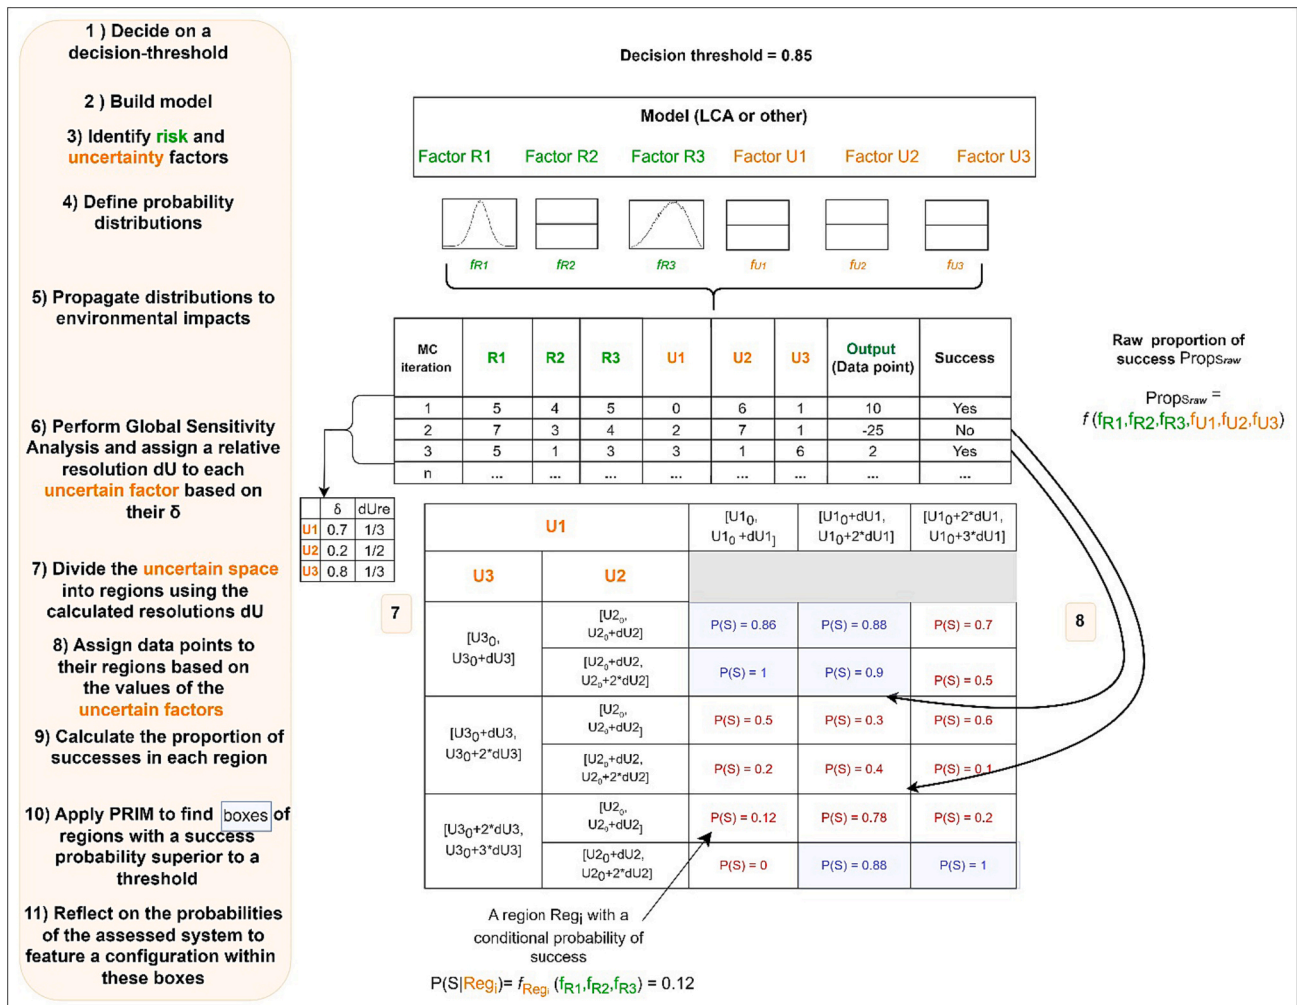 1 ) Decide on a
decision-threshold
2 ) Build model
3) Identify risk and
uncertainty factors
4) Define probability
distributions
5) Propagate distributions to
environmental impacts
6) Perform Global Sensitivity
Analysis and assign a relative
resolution dU to each
uncertain factor based on
their δ
7) Divide the uncertain space
into regions using the
calculated resolutions dU
8) Assign data points to
their regions based on
the values of the
uncertain factors
9) Calculate the proportion of
successes in each region
10) Apply PRIM to find boxes of
regions with a success
probability superior to a
threshold
11) Reflect on the probabilities
of the assessed system to
feature a configuration within
these boxes
Decision threshold = 0.85
Model (LCA or other)
Factor R1 Factor R2 Factor R3 Factor U1 Factor U2 Factor U3
fR1 fR2 fR3 fU1 fU2 fU3
MC iteration R1 R2 R3 U1 U2 U3 Output (Data point) Success
1 5 4 5 0 6 1 10 Yes
2 7 3 4 2 7 1 -25 No
3 5 1 3 3 1 6 2 Yes
n ... ... ... ... ... ... ... ...
Raw proportion of
success Propsraw
Propsraw =
f (fR1,fR2,fR3,fU1,fU2,fU3)
δ dUre
U1 0.7 1/3
U2 0.2 1/2
U3 0.8 1/3
7
8
U1 [U1₀, U1₀ +dU1] [U1₀+dU1, U1₀+2*dU1] [U1₀+2*dU1, U1₀+3*dU1]
U3 U2
[U3₀, U3₀+dU3]
[U2₀, U2₀+dU2] P(S) = 0.86 P(S) = 0.88 P(S) = 0.7
[U2₀+dU2, U2₀+2*dU2] P(S) = 1 P(S) = 0.9 P(S) = 0.5
[U3₀+dU3, U3₀+2*dU3]
[U2₀, U2₀+dU2] P(S) = 0.5 P(S) = 0.3 P(S) = 0.6
[U2₀+dU2, U2₀+2*dU2] P(S) = 0.2 P(S) = 0.4 P(S) = 0.1
[U3₀+2*dU3, U3₀+3*dU3]
[U2₀, U2₀+dU2] P(S) = 0.12 P(S) = 0.78 P(S) = 0.2
[U2₀+dU2, U2₀+2*dU2] P(S) = 0 P(S) = 0.88 P(S) = 1
A region Regi with a
conditional probability of
success
P(S|Regi)= fRegi (fR1,fR2,fR3) = 0.12